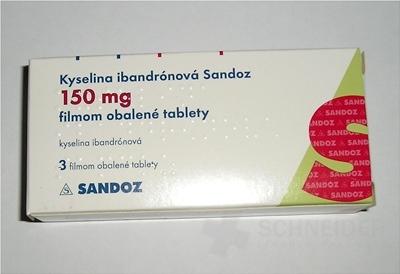 Kyselina ibandrónová Sandoz
150 mg
filmom obalené tablety
kyselina ibandrónová
3 filmom obalené tablety
SANDOZ